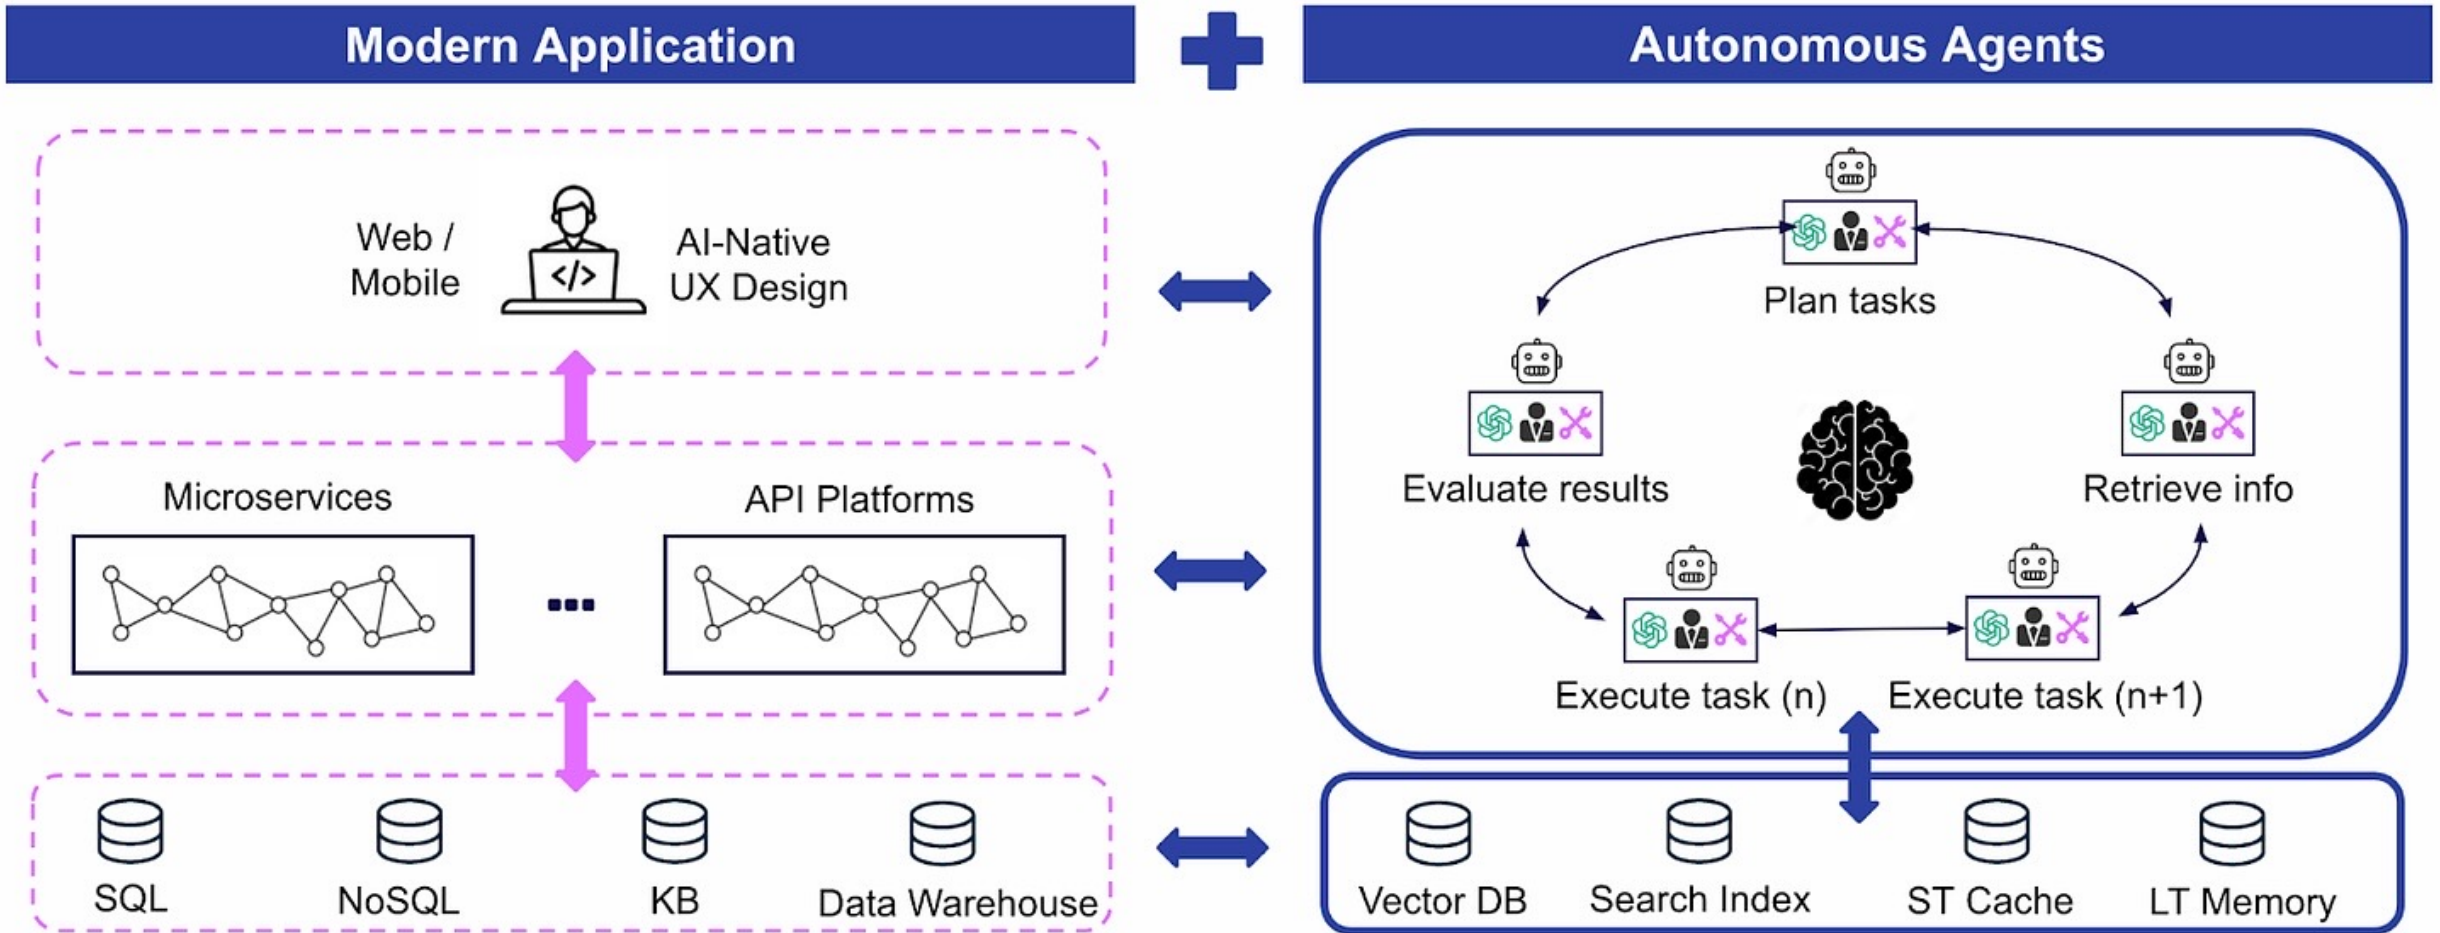 Modern Application
Autonomous Agents
Web /
Mobile
</>
AI-Native
UX Design
Microservices
API Platforms
...
SQL
NoSQL
KB
Data Warehouse
Plan tasks
Evaluate results
Retrieve info
Execute task (n)
Execute task (n+1)
Vector DB
Search Index
ST Cache
LT Memory